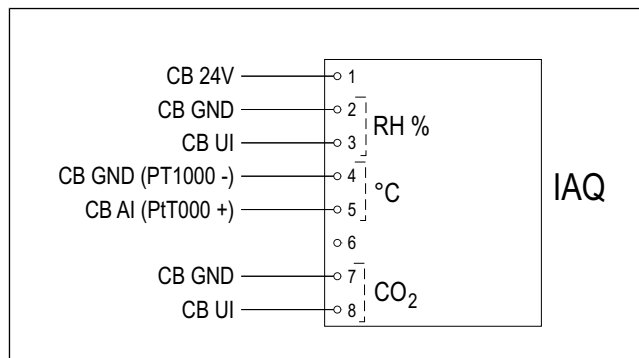 CB 24V 1
CB GND 2
RH %
CB UI 3
CB GND (PT1000 -) 4
°C
IAQ
CB AI (PtT000 +) 5
6
CB GND 7
CO₂
CB UI 8